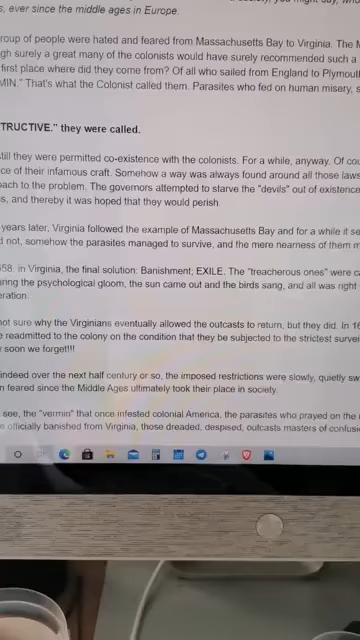 s, ever since the middle ages in Europe.
roup of people were hated and feared from Massachusetts Bay to Virginia. The M
gh surely a great many of the colonists would have surely recommended such a
first place where did they come from? Of all who sailed from England to Plymout
MIN." That's what the Colonist called them. Parasites who fed on human misery, s
TRUCTIVE." they were called.
till they were permitted co-existence with the colonists. For a while, anyway. Of cou
ce of their infamous craft. Somehow a way was always found around all those laws
oach to the problem. The governors attempted to starve the "devils" out of existence
s, and thereby it was hoped that they would perish.
years later, Virginia followed the example of Massachusetts Bay and for a while it se
d not, somehow the parasites managed to survive, and the mere nearness of them m
58. in Virginia, the final solution: Banishment; EXILE. The "treacherous ones" were c
ring the psychological gloom, the sun came out and the birds sang, and all was right
eration.
not sure why the Virginians eventually allowed the outcasts to return, but they did. In 16
e readmitted to the colony on the condition that they be subjected to the strictest survei
soon we forget!!!
indeed over the next half century or so, the imposed restrictions were slowly, quietly sw
n feared since the Middle Ages ultimately took their place in society.
see, the "vermin" that once infested colonial America, the parasites who prayed on the
e officially banished from Virginia, those dreaded, despised, outcasts masters of confusi